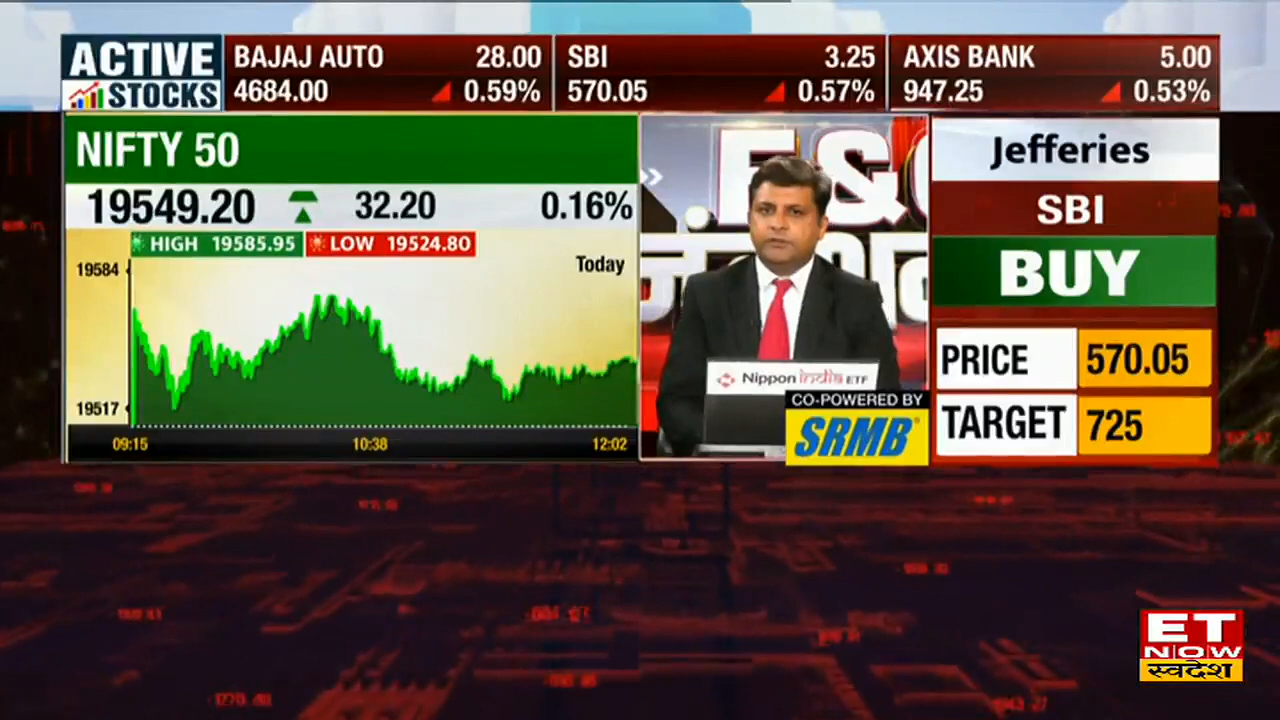 ACTIVE
STOCKS
BAJAJ AUTO 28.00
4684.00 0.59%
SBI 3.25
570.05 0.57%
AXIS BANK 5.00
947.25 0.53%
NIFTY 50
19549.20 32.20 0.16%
HIGH 19585.95 LOW 19524.80
Today
19584
19517
09:15 10:38 12:02
F&
Nippon india ETF
CO-POWERED BY
SRMB
Jefferies
SBI
BUY
PRICE 570.05
TARGET 725
ET
NOW
स्वदेश